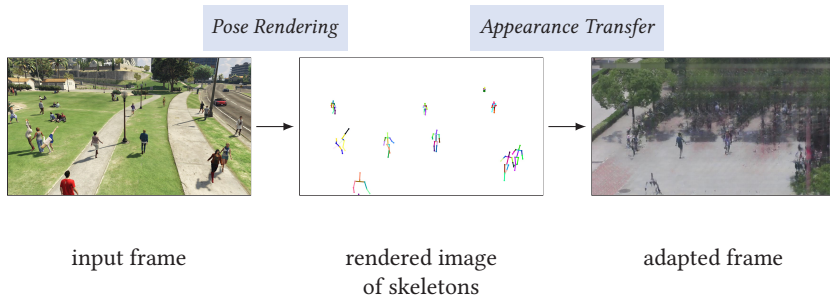 Pose Rendering
Appearance Transfer
input frame
rendered image
of skeletons
adapted frame